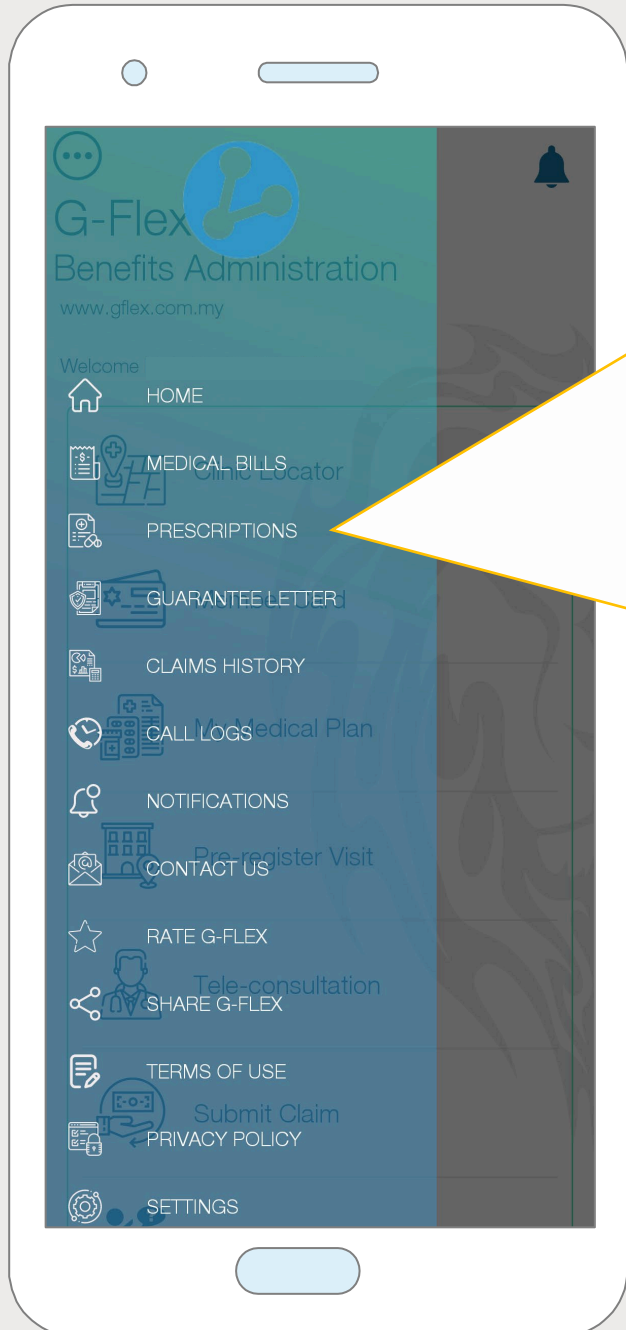 G-Flex
Benefits Administration
www.gflex.com.my
Welcome
HOME
MEDICAL BILLS
Clinic Locator
PRESCRIPTIONS
GUARANTEE LETTER
CLAIMS HISTORY
CALL LOGS
My Medical Plan
NOTIFICATIONS
Pre-register Visit
CONTACT US
RATE G-FLEX
Tele-consultation
SHARE G-FLEX
TERMS OF USE
Submit Claim
PRIVACY POLICY
SETTINGS